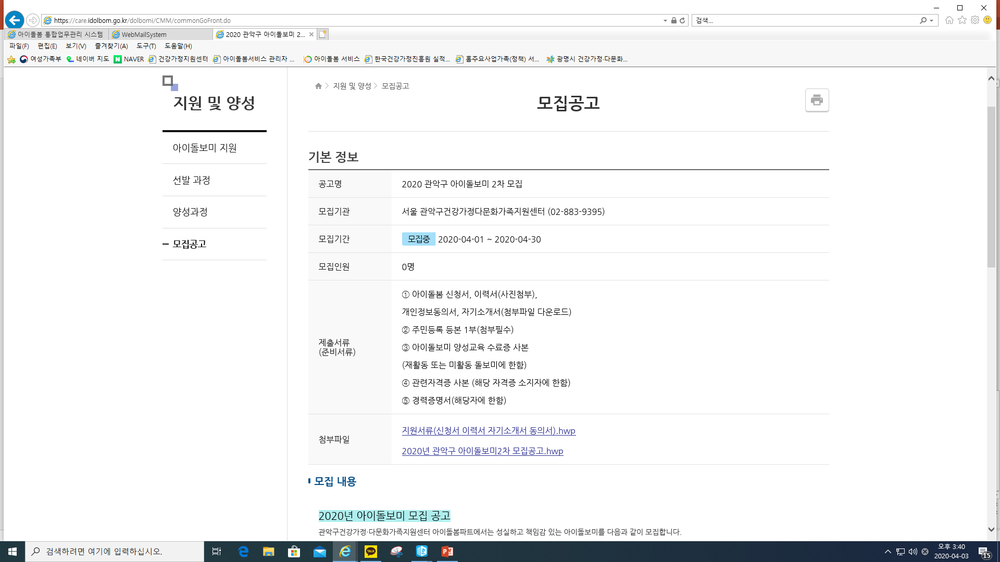 https://care.idolbom.go.kr/dolbomi/CMM/commonGoFront.do
검색...
아이돌봄 통합업무관리 시스템
WebMailSystem
2020 관악구 아이돌보미 2...
파일(F) 편집(E) 보기(V) 즐겨찾기(A) 도구(T) 도움말(H)
여성가족부 네이버 지도 NAVER 건강가정지원센터 아이돌봄서비스 관리자 ... 아이돌봄 서비스 한국건강가정진흥원 실적... 홈주요사업가족(정책) 서... 광명시 건강가정·다문화...
지원 및 양성
아이돌보미 지원
선발 과정
양성과정
모집공고
지원 및 양성 > 모집공고
모집공고
기본 정보
공고명 2020 관악구 아이돌보미 2차 모집
모집기관 서울 관악구건강가정다문화가족지원센터 (02-883-9395)
모집기간 모집중 2020-04-01 ~ 2020-04-30
모집인원 0명
제출서류
(준비서류)
① 아이돌봄 신청서, 이력서(사진첨부),
개인정보동의서, 자기소개서(첨부파일 다운로드)
② 주민등록 등본 1부(첨부필수)
③ 아이돌보미 양성교육 수료증 사본
(재활동 또는 미활동 돌보미에 한함)
④ 관련자격증 사본 (해당 자격증 소지자에 한함)
⑤ 경력증명서(해당자에 한함)
첨부파일
지원서류(신청서 이력서 자기소개서 동의서).hwp
2020년 관악구 아이돌보미2차 모집공고.hwp
모집 내용
2020년 아이돌보미 모집 공고
관악구건강가정·다문화가족지원센터 아이돌봄파트에서는 성실하고 책임감 있는 아이돌보미를 다음과 같이 모집합니다.
검색하려면 여기에 입력하십시오.
TALK
오후 3:40
2020-04-03
15